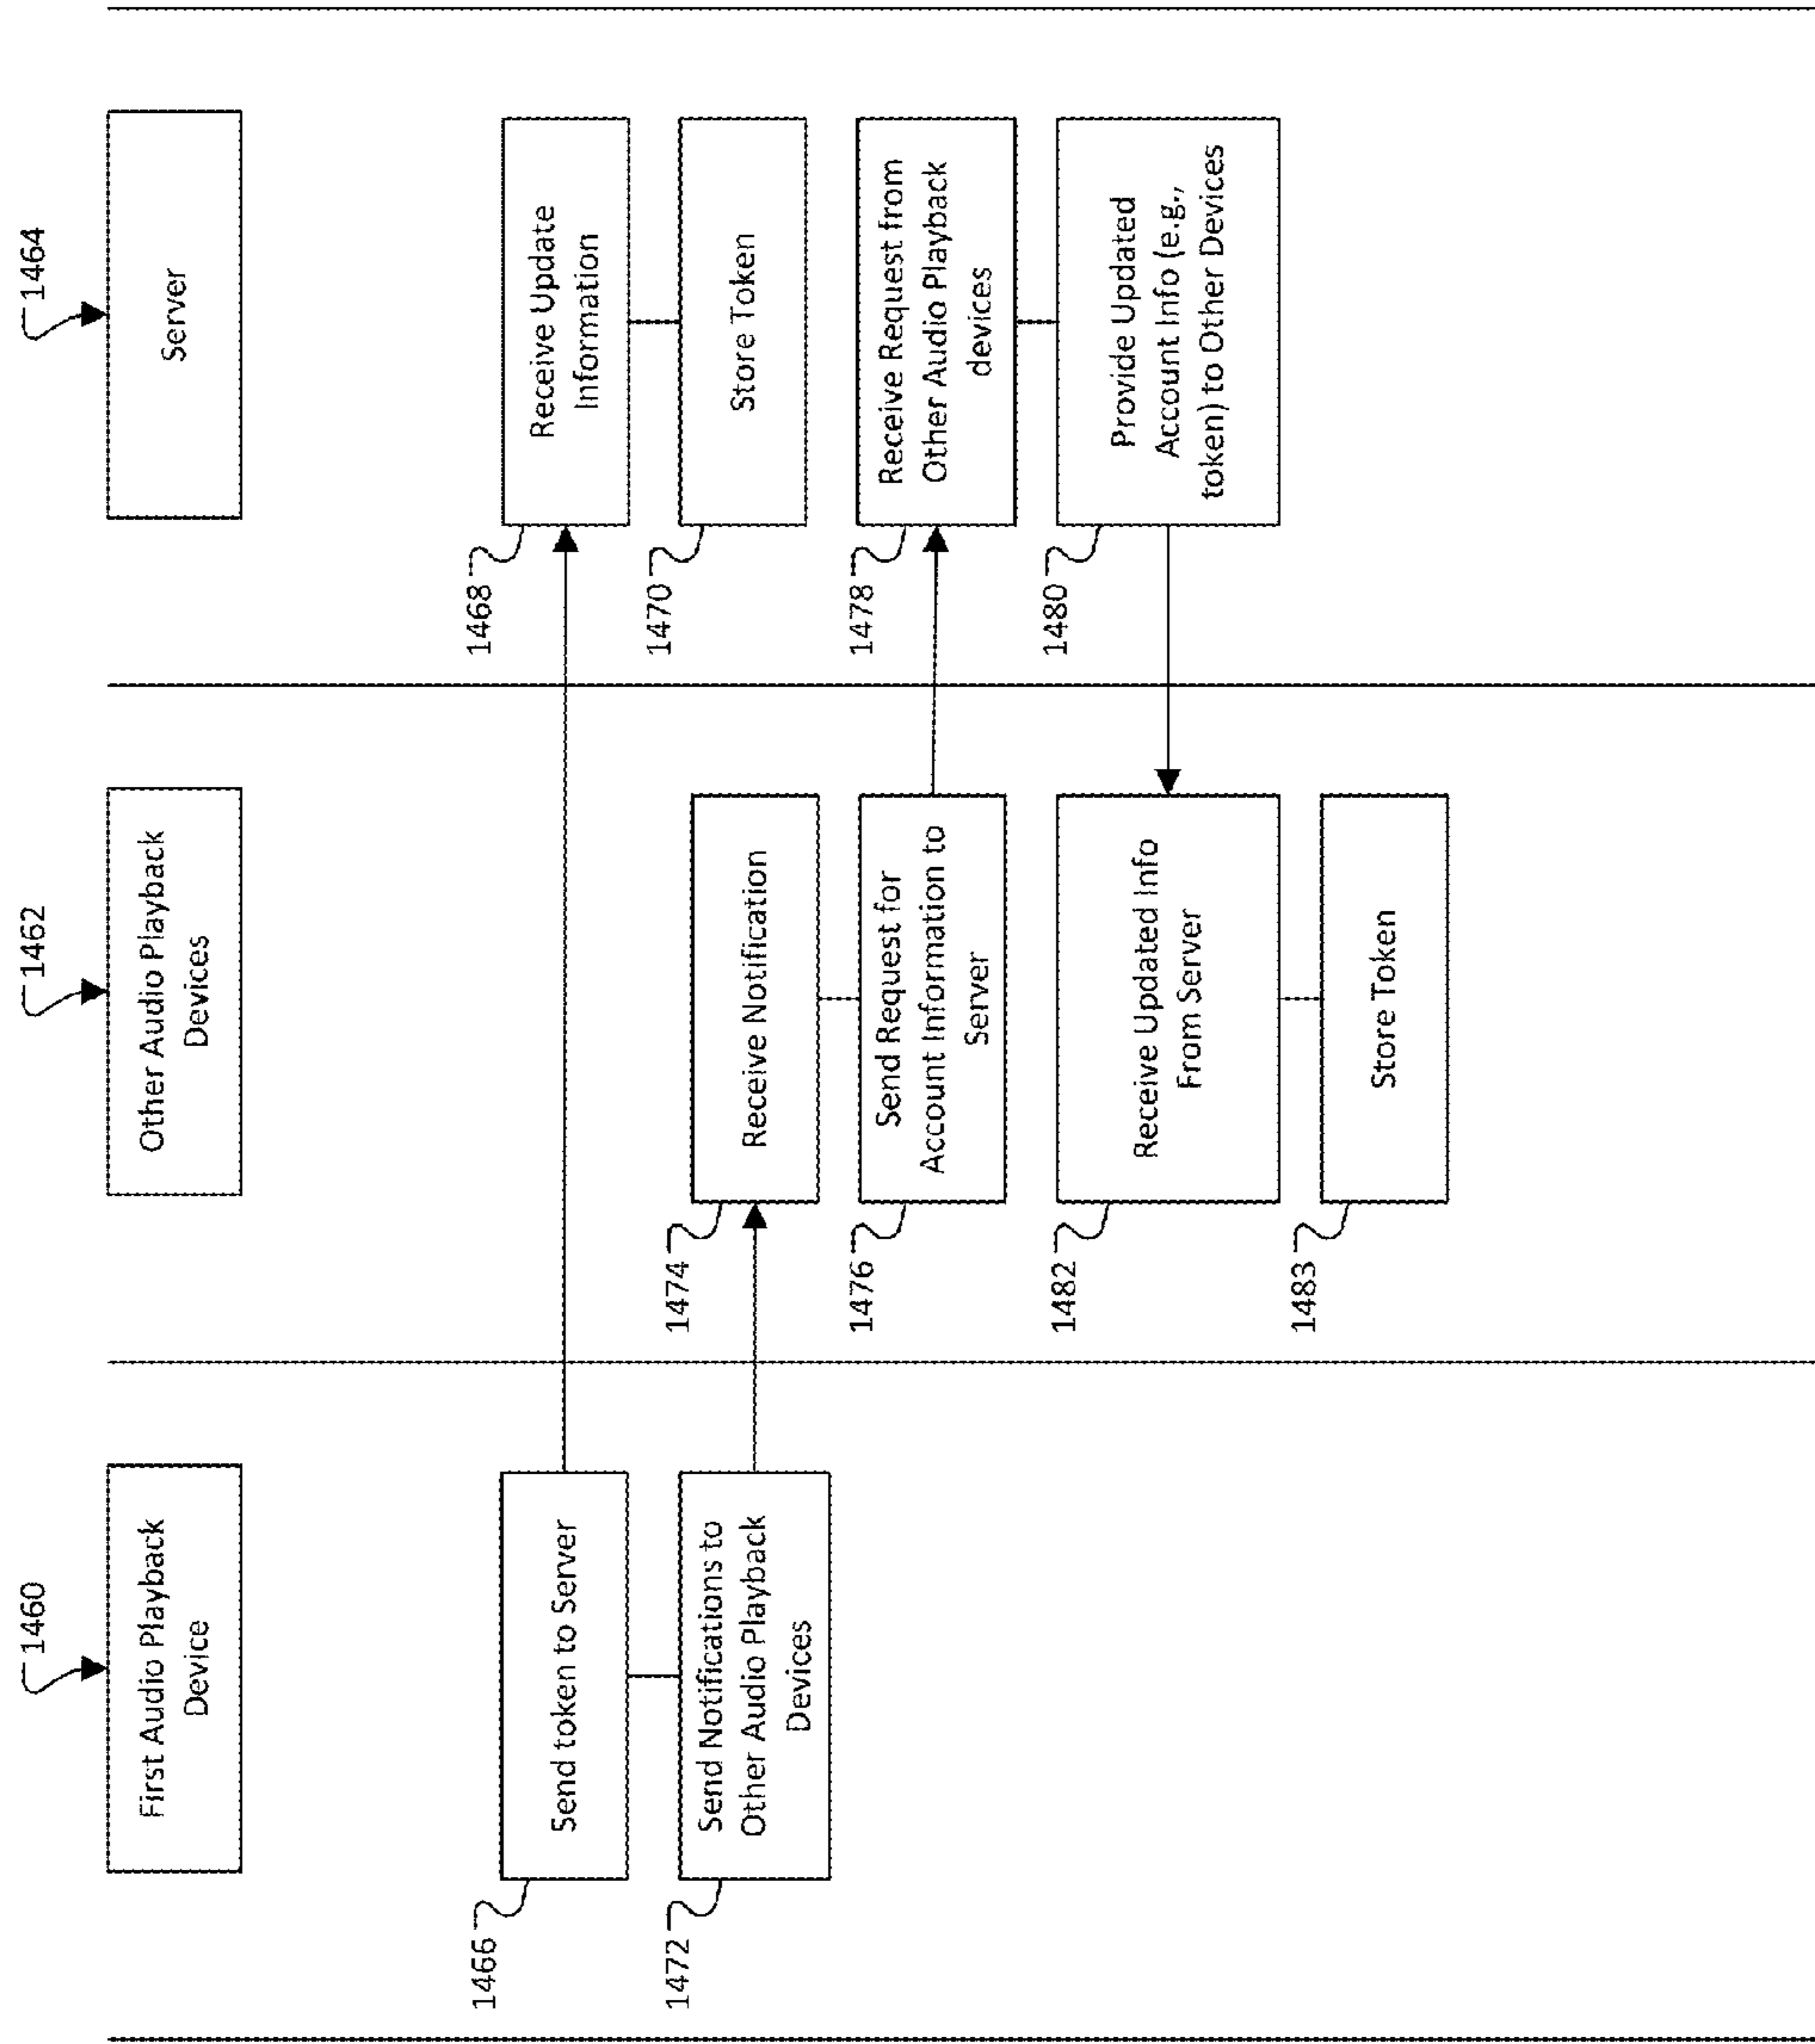 1460
First Audio Playback
Device
1462
Other Audio Playback
Devices
1464
Server
1466
Send token to Server
1468
Receive Update
Information
1470
Store Token
1472
Send Notifications to
Other Audio Playback
Devices
1474
Receive Notification
1476
Send Request for
Account Information to
Server
1478
Receive Request from
Other Audio Playback
devices
1480
Provide Updated
Account Info (e.g.,
token) to Other Devices
1482
Receive Updated Info
From Server
1483
Store Token